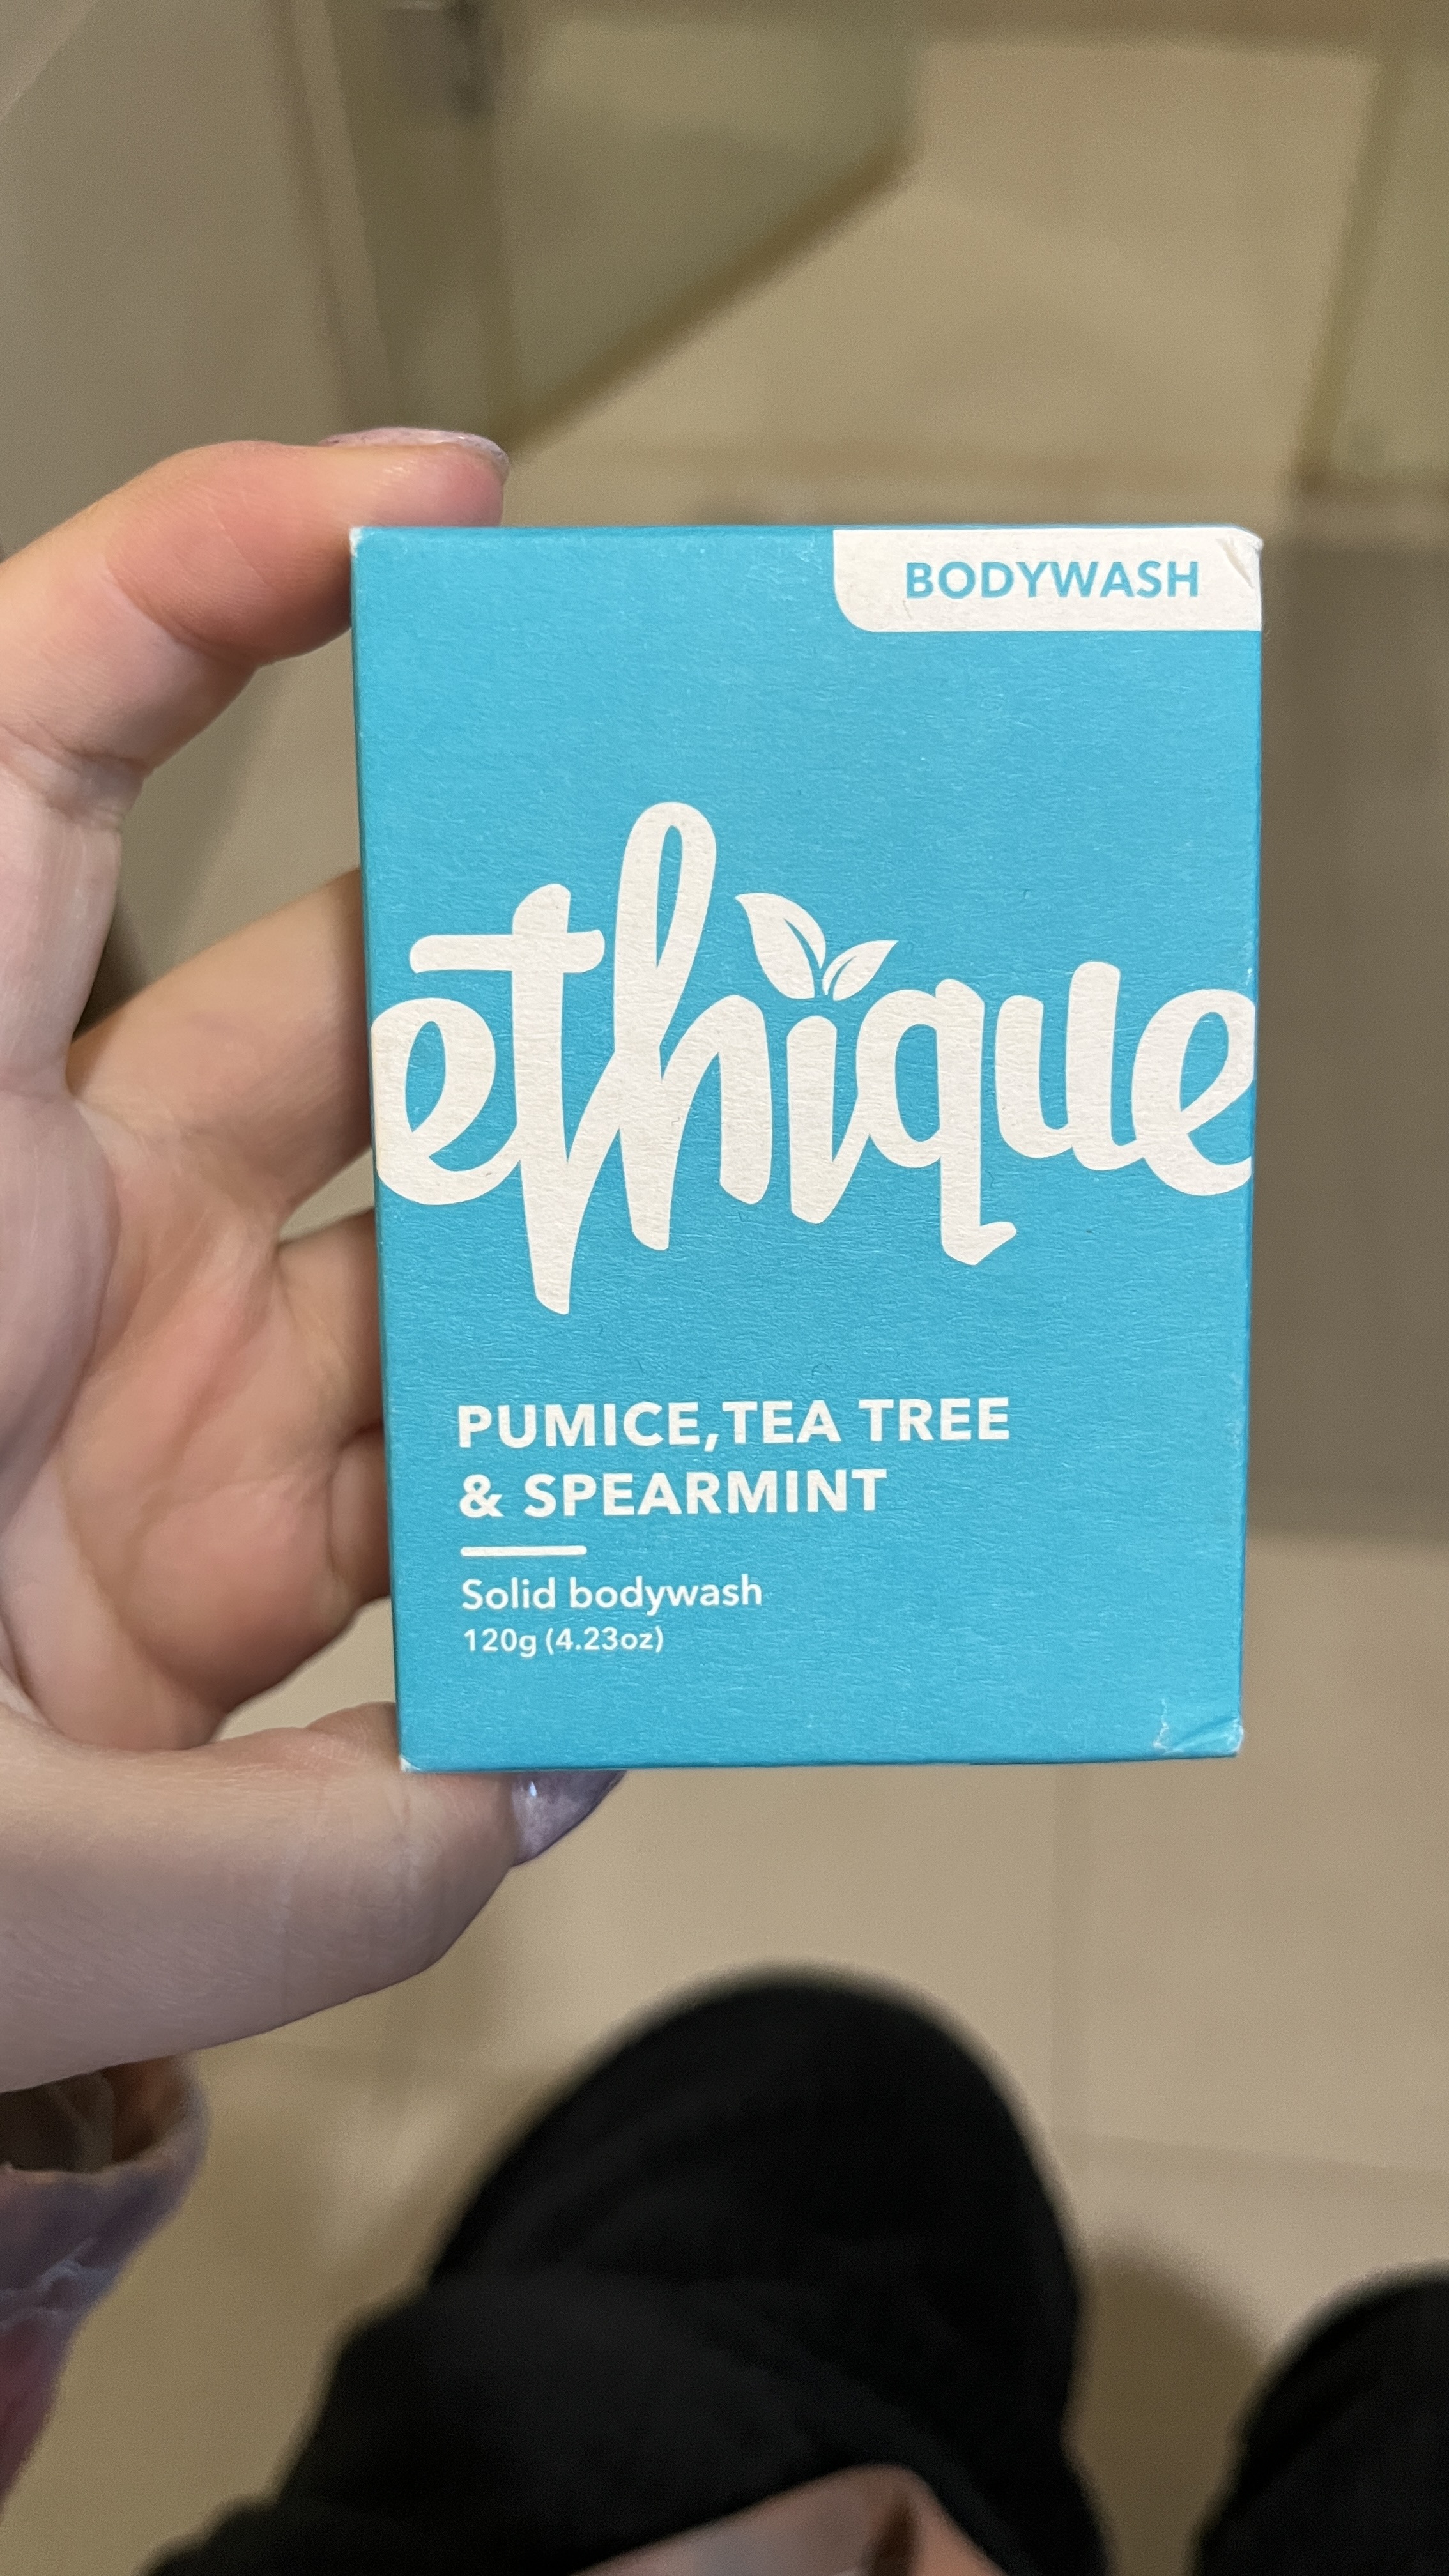 BODYWASH
ethique
PUMICE,TEA TREE
& SPEARMINT
Solid bodywash
120g (4.23oz)